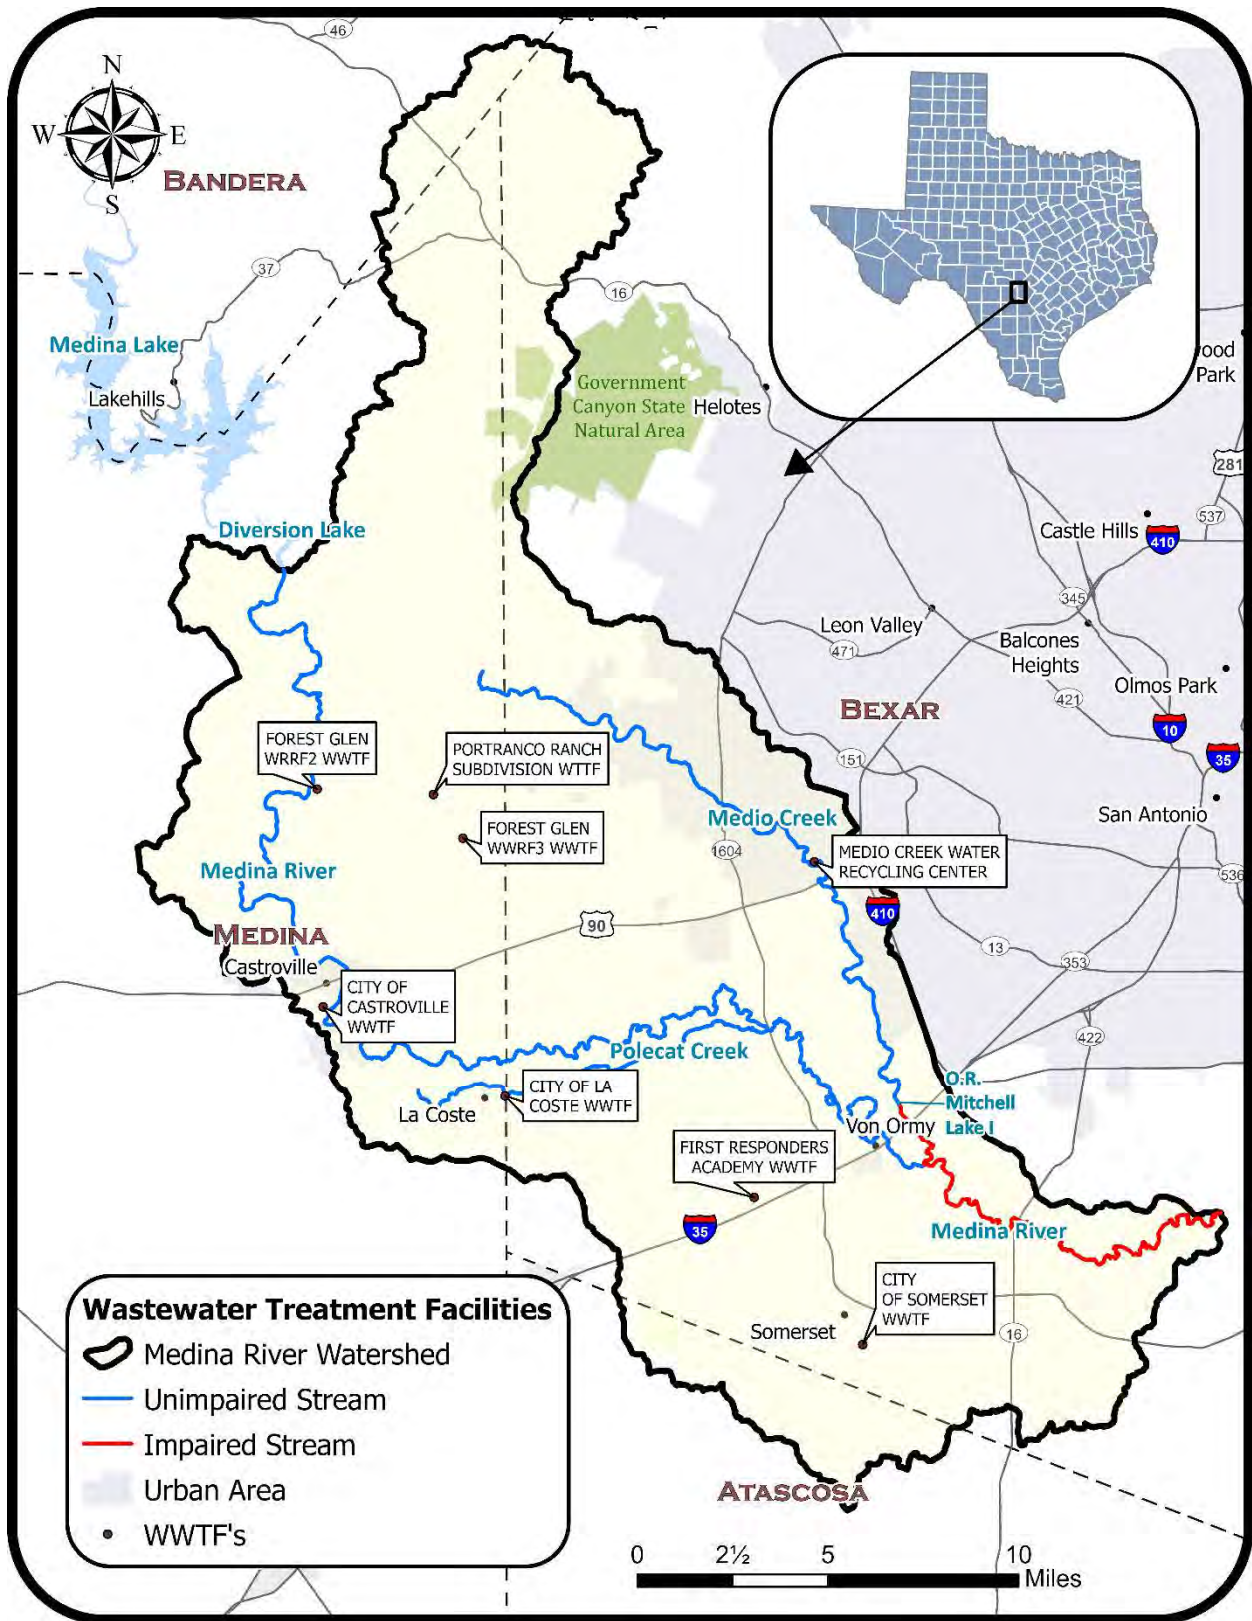 46
N
W
E
S
BANDERA
37
16
Medina Lake
Lakehills
Government
Canyon State
Natural Area
Helotes
ood
Park
281
537
Castle Hills
410
Diversion Lake
345
Leon Valley
471
Balcones
Heights
421
Olmos Park
BEXAR
10
35
151
San Antonio
FOREST GLEN
WRRF2 WWTF
PORTRANCO RANCH
SUBDIVISION WTTF
FOREST GLEN
WWRF3 WWTF
Medio Creek
1604
MEDIO CREEK WATER
RECYCLING CENTER
536
Medina River
410
90
13
353
MEDINA
Castroville
CITY OF
CASTROVILLE
WWTF
422
Polecat Creek
O.R.
Mitchell
Lake I
CITY OF LA
COSTE WWTF
La Coste
Von Ormy
FIRST RESPONDERS
ACADEMY WWTF
35
Medina River
CITY
OF SOMERSET
WWTF
Somerset
16
Wastewater Treatment Facilities
Medina River Watershed
Unimpaired Stream
Impaired Stream
Urban Area
WWTF's
ATASCOSA
0 2½ 5 10
Miles